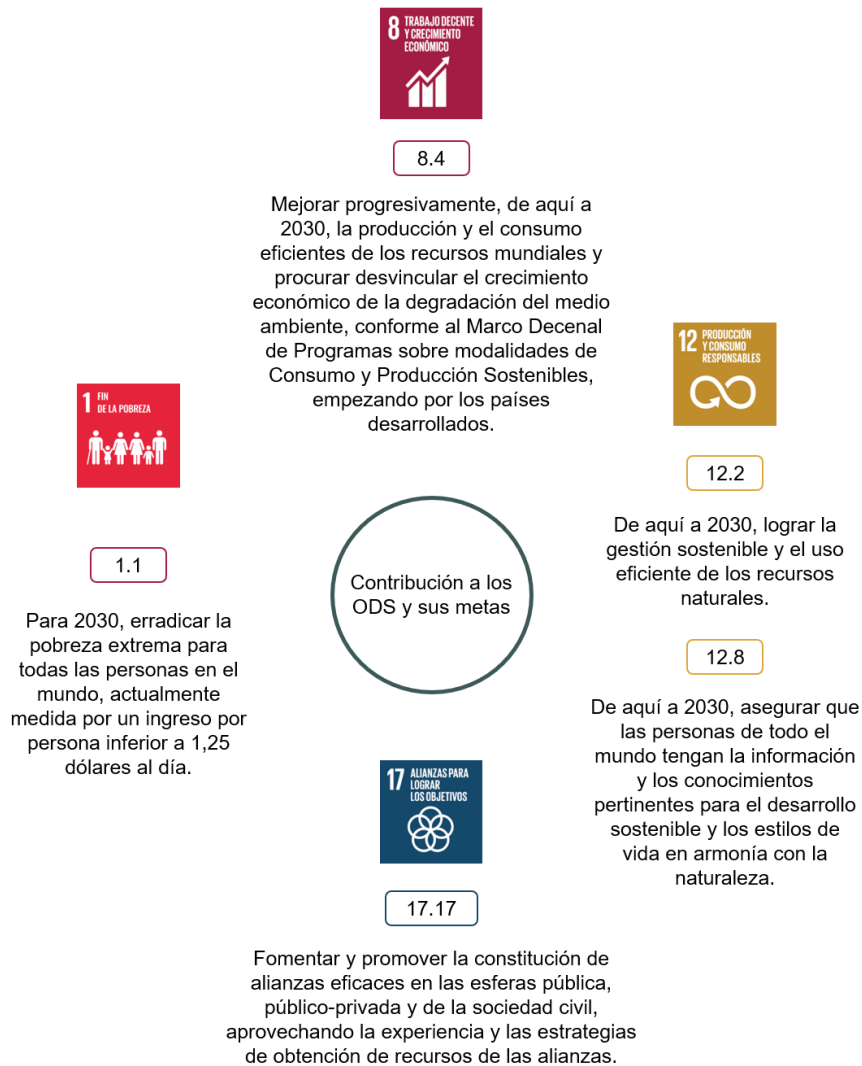 8 TRABAJO DECENTE
Y CRECIMIENTO
ECONÓMICO
8.4
Mejorar progresivamente, de aquí a
2030, la producción y el consumo
eficientes de los recursos mundiales y
procurar desvincular el crecimiento
económico de la degradación del medio
ambiente, conforme al Marco Decenal
de Programas sobre modalidades de
Consumo y Producción Sostenibles,
empezando por los países
desarrollados.
1 FIN
DE LA POBREZA
1.1
Para 2030, erradicar la
pobreza extrema para
todas las personas en el
mundo, actualmente
medida por un ingreso por
persona inferior a 1,25
dólares al día.
Contribución a los
ODS y sus metas
12 PRODUCCIÓN
Y CONSUMO
RESPONSABLES
12.2
De aquí a 2030, lograr la
gestión sostenible y el uso
eficiente de los recursos
naturales.
12.8
De aquí a 2030, asegurar que
las personas de todo el
mundo tengan la información
y los conocimientos
pertinentes para el desarrollo
sostenible y los estilos de
vida en armonía con la
naturaleza.
17 ALIANZAS PARA
LOGRAR
LOS OBJETIVOS
17.17
Fomentar y promover la constitución de
alianzas eficaces en las esferas pública,
público-privada y de la sociedad civil,
aprovechando la experiencia y las estrategias
de obtención de recursos de las alianzas.